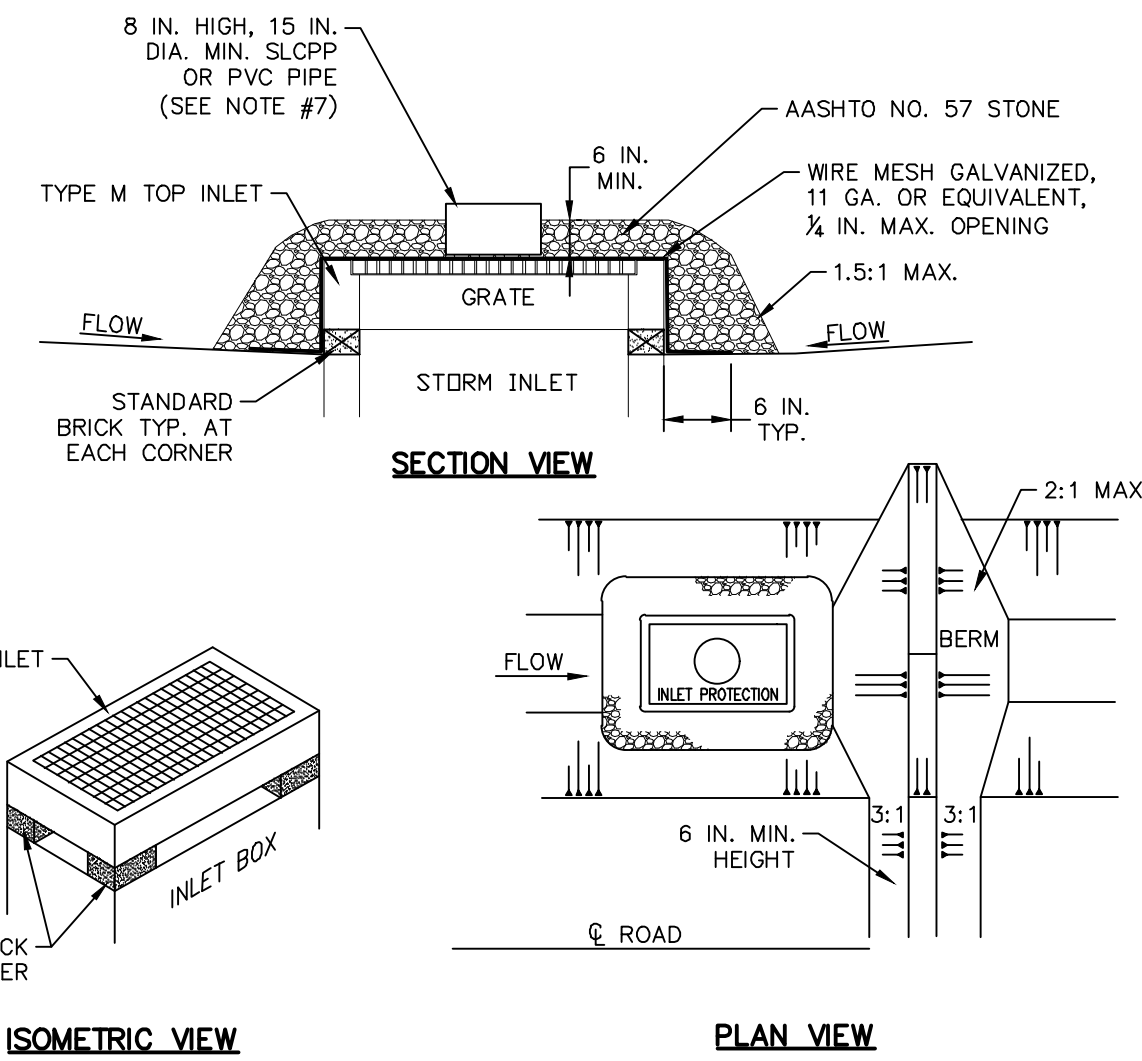 8 IN. HIGH, 15 IN.
DIA. MIN. SLCPP
OR PVC PIPE
(SEE NOTE #7)
AASHTO NO. 57 STONE
6 IN.
MIN.
WIRE MESH GALVANIZED,
11 GA. OR EQUIVALENT,
¼ IN. MAX. OPENING
TYPE M TOP INLET
1.5:1 MAX.
GRATE
FLOW
FLOW
STORM INLET
STANDARD
BRICK TYP. AT
EACH CORNER
6 IN.
TYP.
SECTION VIEW
2:1 MAX
BERM
FLOW
INLET PROTECTION
3:1
3:1
6 IN. MIN.
HEIGHT
℄ ROAD
PLAN VIEW
NLET
INLET BOX
CK
ER
ISOMETRIC VIEW